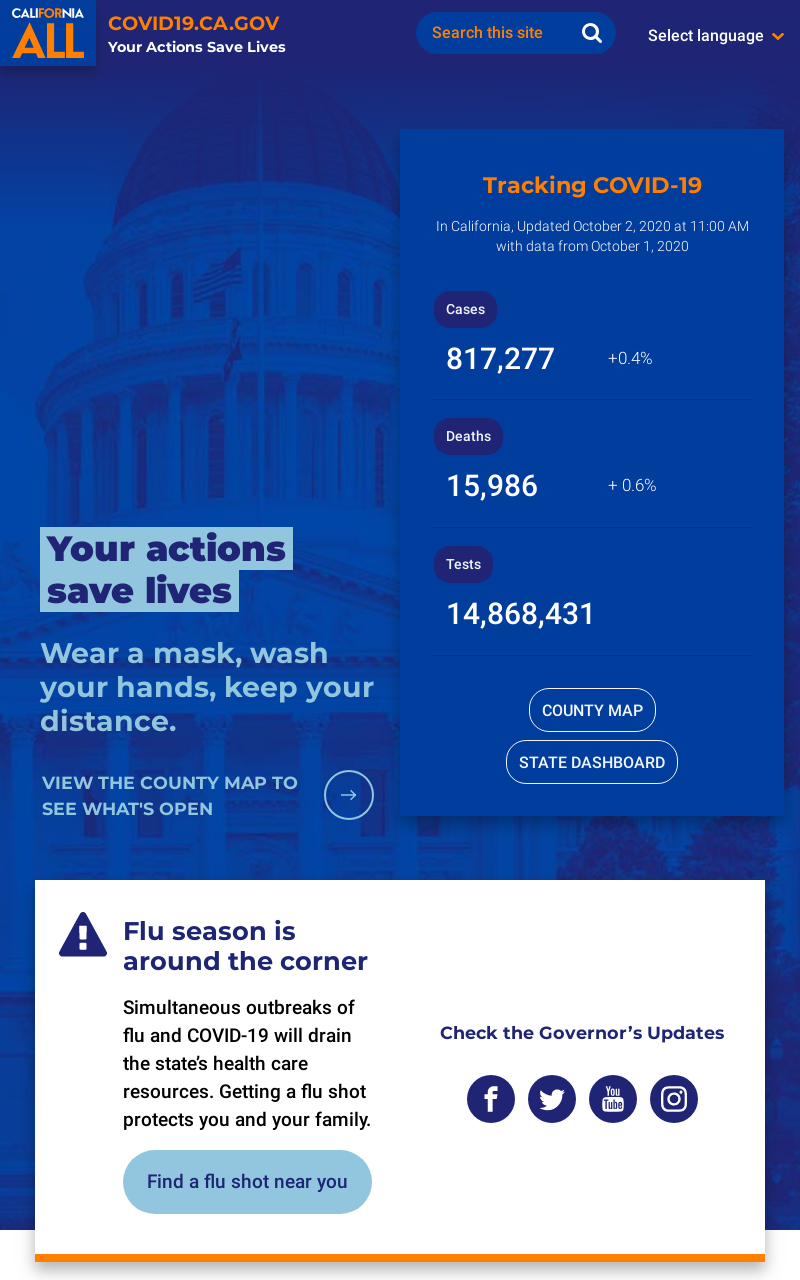 CALIFORNIA
ALL
COVID19.CA.GOV
Your Actions Save Lives
Search this site
Select language
Tracking COVID-19
In California, Updated October 2, 2020 at 11:00 AM
with data from October 1, 2020
Cases
817,277 +0.4%
Deaths
15,986 + 0.6%
Tests
14,868,431
COUNTY MAP
STATE DASHBOARD
Your actions
save lives
Wear a mask, wash
your hands, keep your
distance.
VIEW THE COUNTY MAP TO
SEE WHAT'S OPEN
Flu season is
around the corner
Simultaneous outbreaks of
flu and COVID-19 will drain
the state’s health care
resources. Getting a flu shot
protects you and your family.
Find a flu shot near you
Check the Governor’s Updates
You
Tube